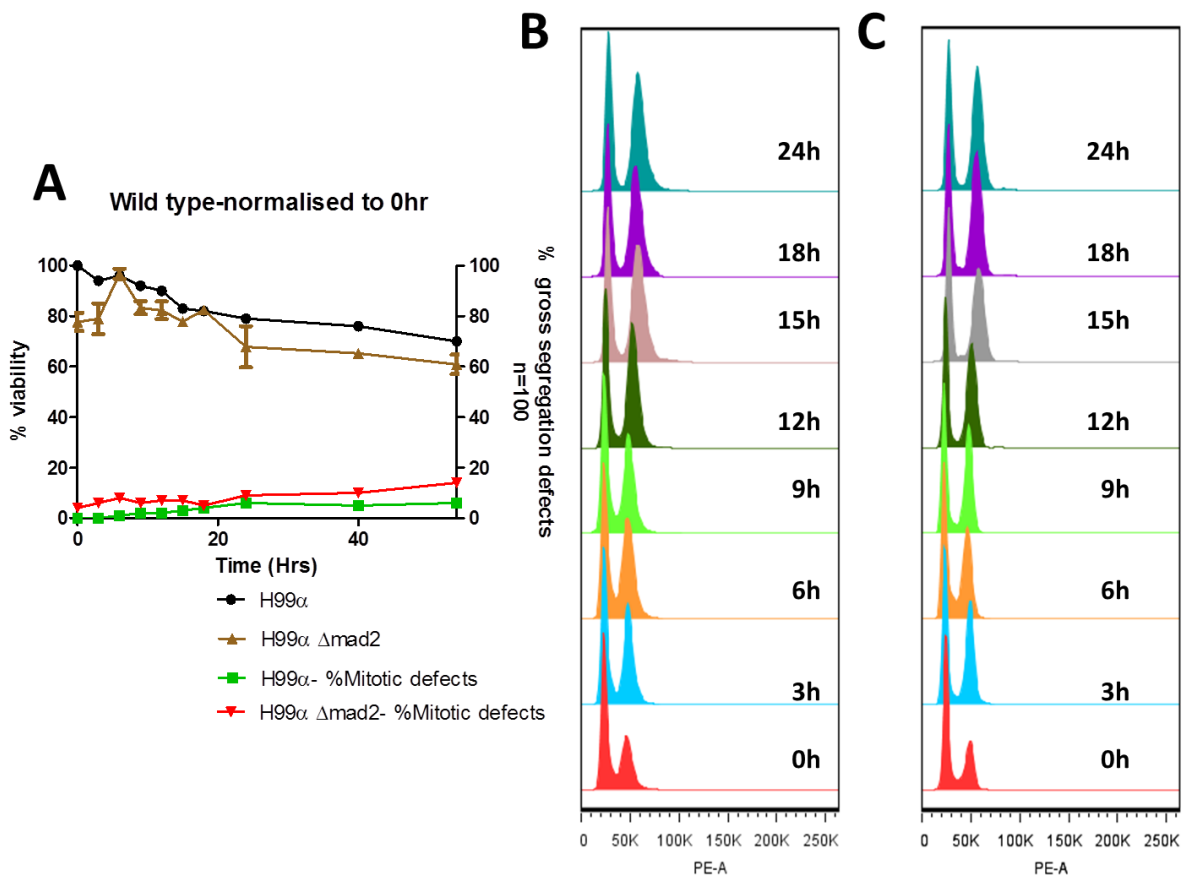 A
Wild type-normalised to 0hr
% viability
100
80
60
40
20
0
100
80
60
40
20
0
% gross segregation defects
n=100
0
20
40
Time (Hrs)
H99α
H99α Δmad2
H99α- %Mitotic defects
H99α Δmad2- %Mitotic defects
B
24h
18h
15h
12h
9h
6h
3h
0h
0 50K 100K 150K 200K 250K
PE-A
C
24h
18h
15h
12h
9h
6h
3h
0h
0 50K 100K 150K 200K 250K
PE-A